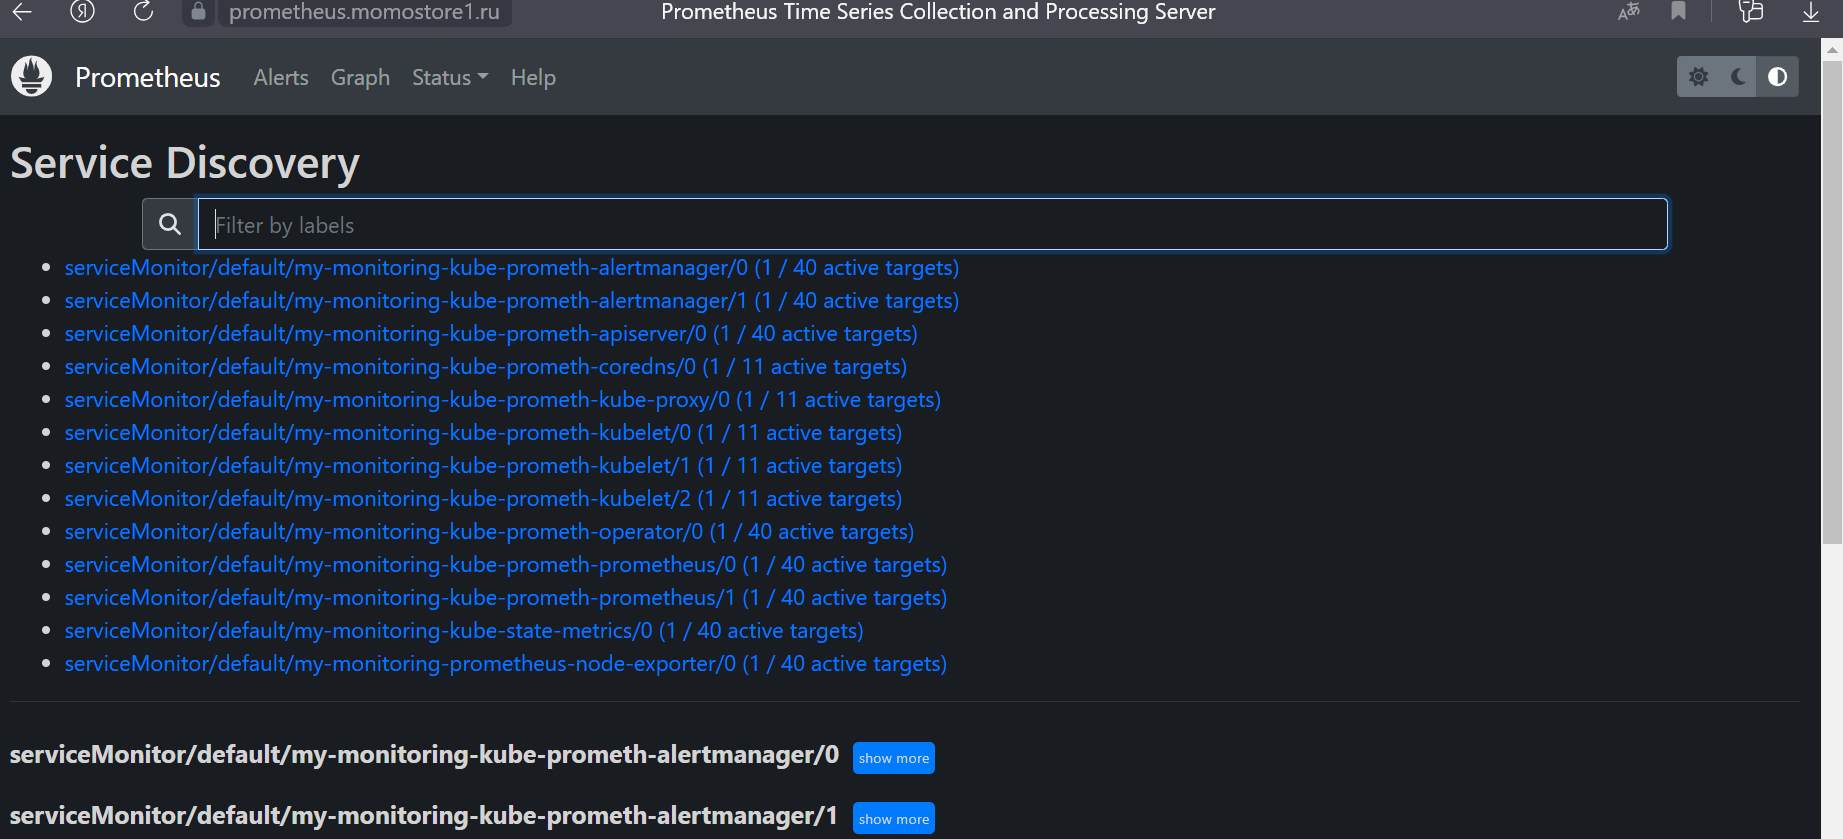 prometheus.momostore1.ru Prometheus Time Series Collection and Processing Server
Prometheus Alerts Graph Status Help
Service Discovery
Filter by labels
serviceMonitor/default/my-monitoring-kube-prometh-alertmanager/0 (1 / 40 active targets)
serviceMonitor/default/my-monitoring-kube-prometh-alertmanager/1 (1 / 40 active targets)
serviceMonitor/default/my-monitoring-kube-prometh-apiserver/0 (1 / 40 active targets)
serviceMonitor/default/my-monitoring-kube-prometh-coredns/0 (1 / 11 active targets)
serviceMonitor/default/my-monitoring-kube-prometh-kube-proxy/0 (1 / 11 active targets)
serviceMonitor/default/my-monitoring-kube-prometh-kubelet/0 (1 / 11 active targets)
serviceMonitor/default/my-monitoring-kube-prometh-kubelet/1 (1 / 11 active targets)
serviceMonitor/default/my-monitoring-kube-prometh-kubelet/2 (1 / 11 active targets)
serviceMonitor/default/my-monitoring-kube-prometh-operator/0 (1 / 40 active targets)
serviceMonitor/default/my-monitoring-kube-prometh-prometheus/0 (1 / 40 active targets)
serviceMonitor/default/my-monitoring-kube-prometh-prometheus/1 (1 / 40 active targets)
serviceMonitor/default/my-monitoring-kube-state-metrics/0 (1 / 40 active targets)
serviceMonitor/default/my-monitoring-prometheus-node-exporter/0 (1 / 40 active targets)
serviceMonitor/default/my-monitoring-kube-prometh-alertmanager/0 show more
serviceMonitor/default/my-monitoring-kube-prometh-alertmanager/1 show more